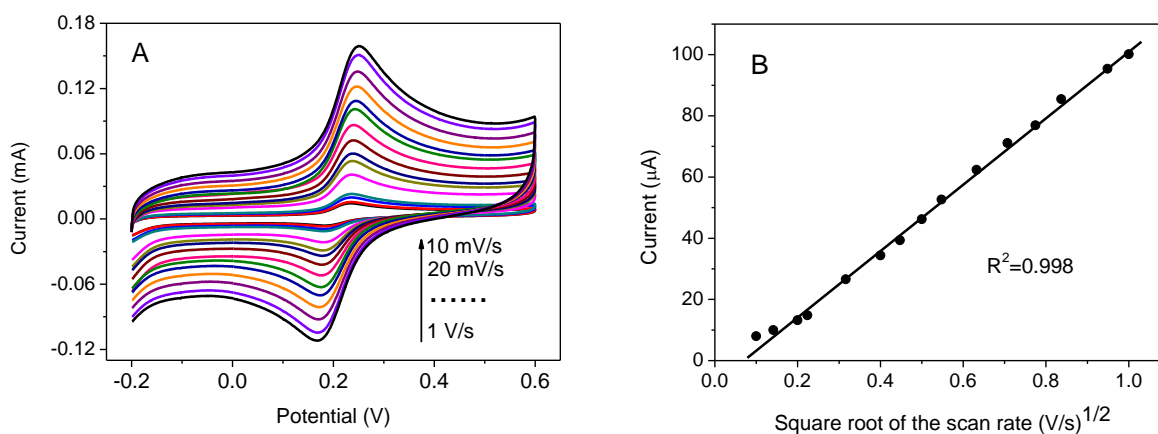 A
0.18
0.12
0.06
0.00
-0.06
-0.12
Current (mA)
10 mV/s
20 mV/s
......
1 V/s
-0.2 0.0 0.2 0.4 0.6
Potential (V)
B
100
80
60
40
20
0
Current (μA)
R²=0.998
0.0 0.2 0.4 0.6 0.8 1.0
Square root of the scan rate (V/s)^1/2